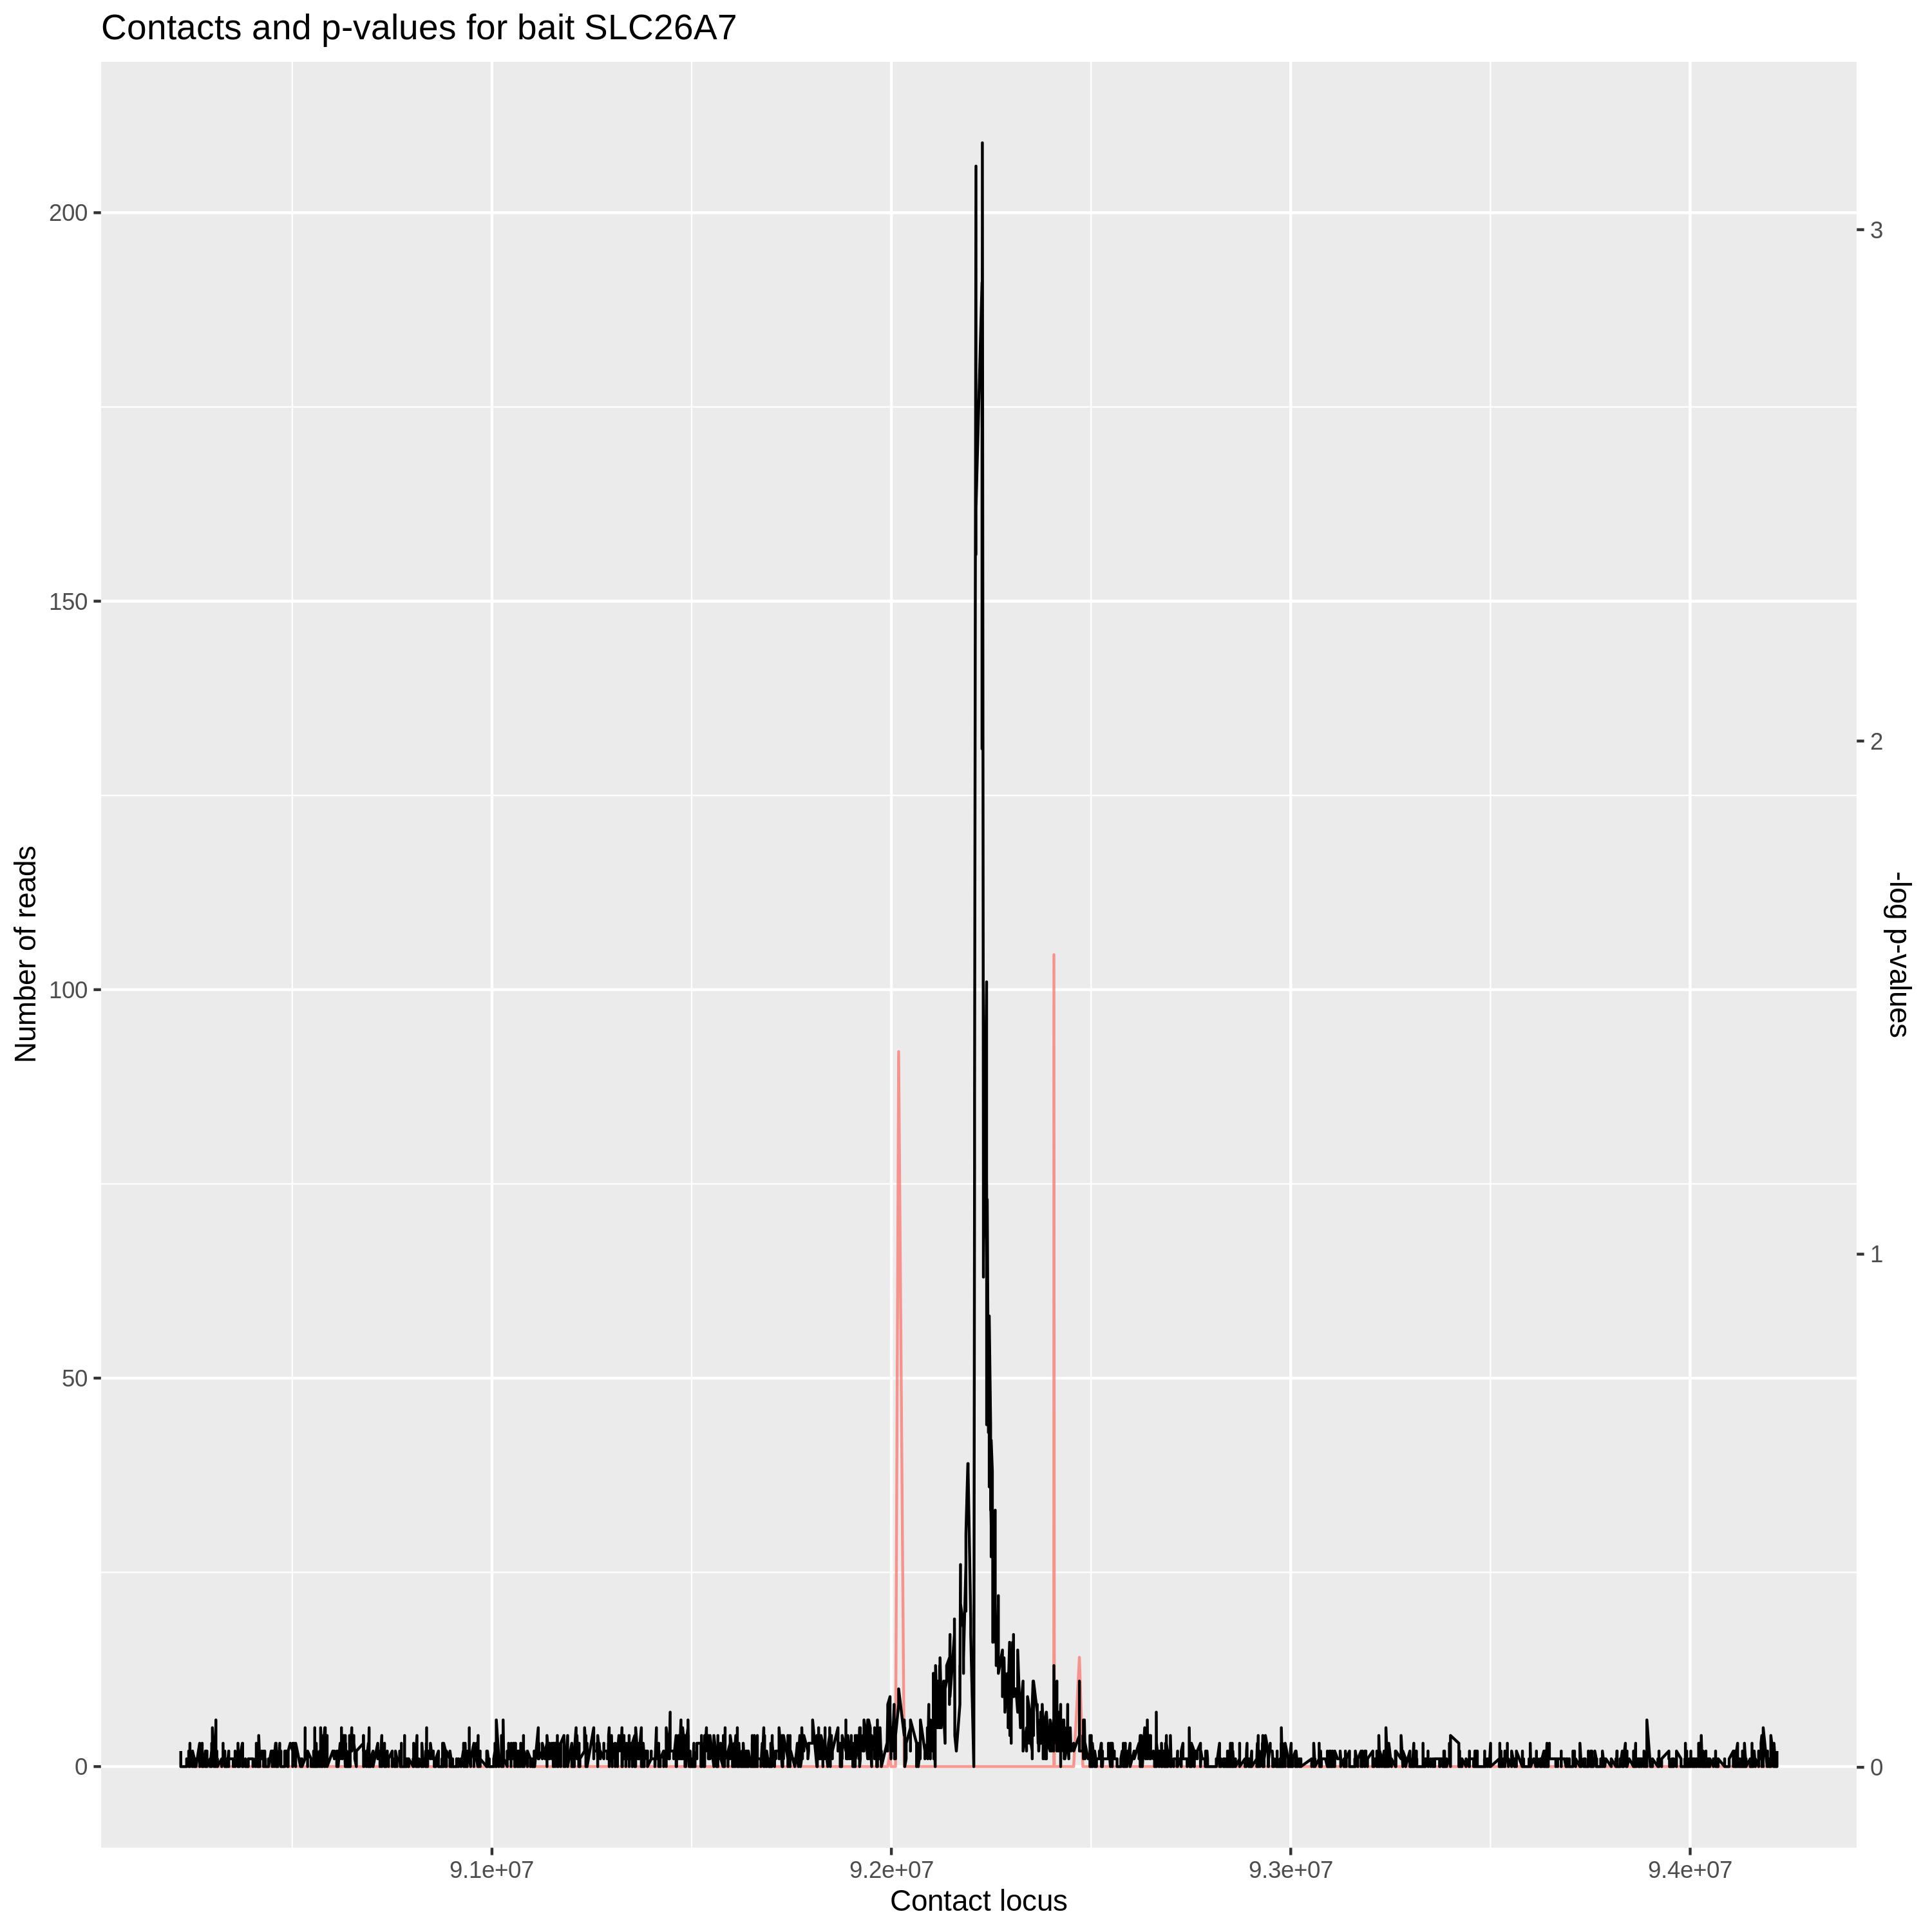 Contacts and p-values for bait SLC26A7
200
150
100
50
0
Number of reads
3
2
1
0
-log p-values
9.1e+07 9.2e+07 9.3e+07 9.4e+07
Contact locus